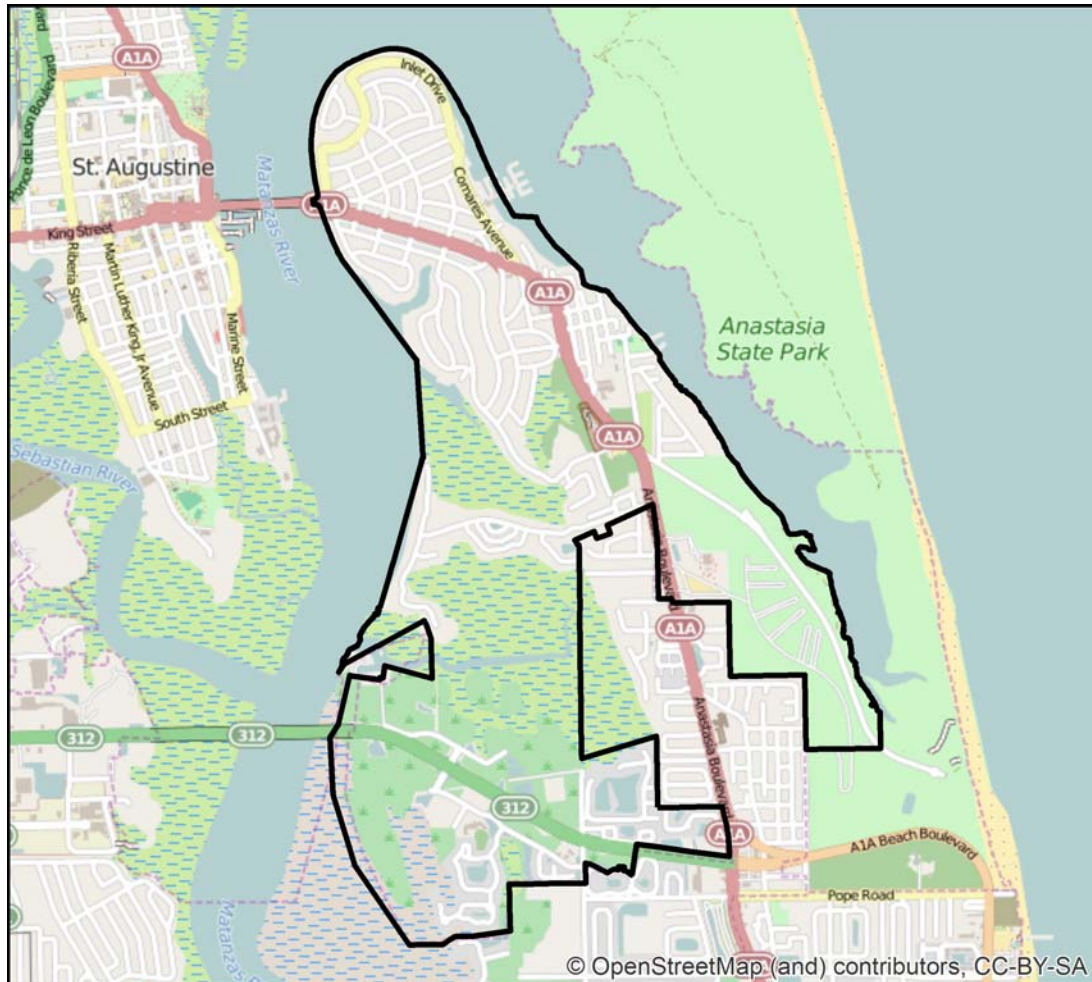 Ponce de Leon Boulevard
A1A
Inlet Drive
St. Augustine
Matanzas River
A1A
Comares Avenue
King Street
Riberia Street
Martin Luther King, Jr Avenue
Marine Street
A1A
Anastasia
State Park
South Street
A1A
Sebastian River
Boulevard
A1A
Anastasia Boulevard
312
312
312
A1A
A1A Beach Boulevard
Pope Road
© OpenStreetMap (and) contributors, CC-BY-SA